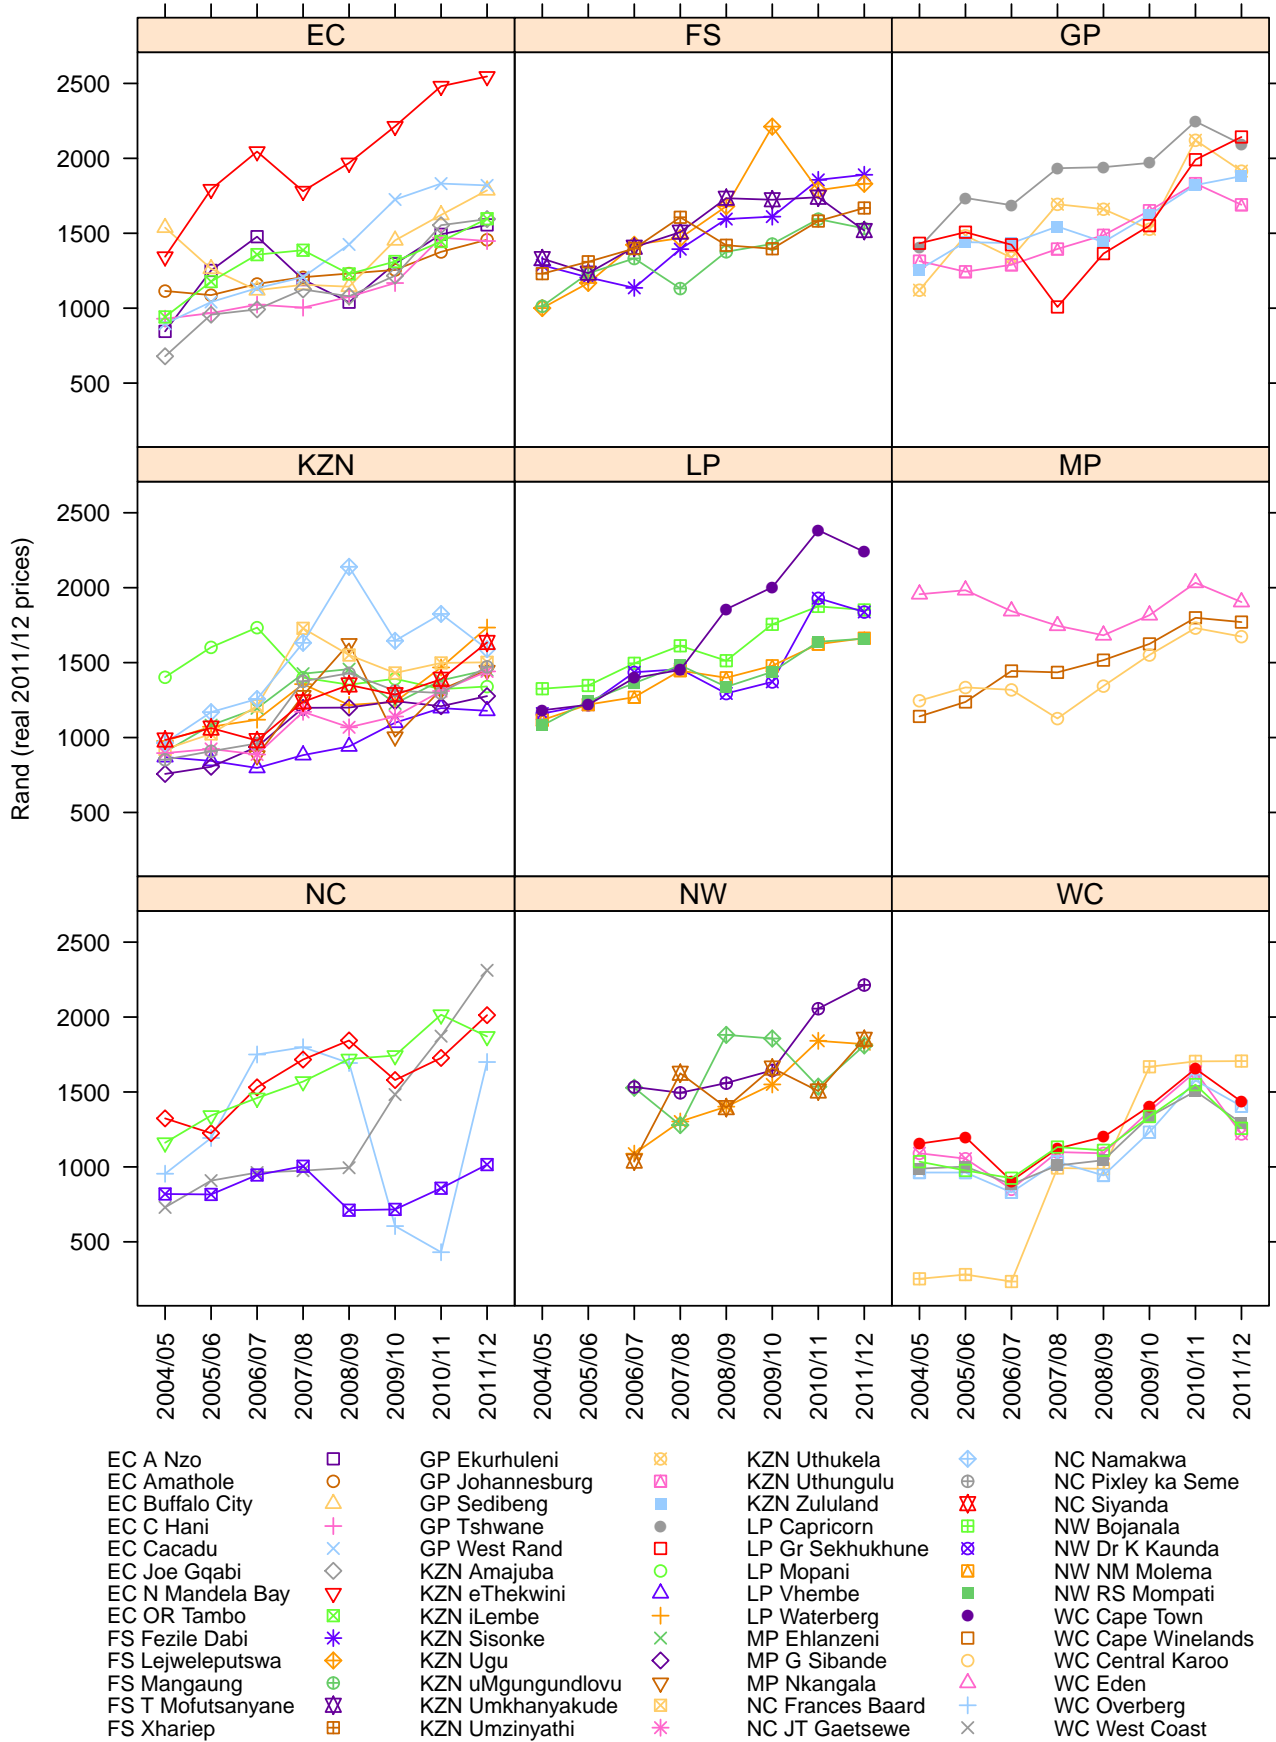 EC FS GP
2500
2000
1500
1000
500
KZN LP MP
2500
2000
1500
1000
500
Rand (real 2011/12 prices)
NC NW WC
2500
2000
1500
1000
500
2004/05 2005/06 2006/07 2007/08 2008/09 2009/10 2010/11 2011/12 2004/05 2005/06 2006/07 2007/08 2008/09 2009/10 2010/11 2011/12 2004/05 2005/06 2006/07 2007/08 2008/09 2009/10 2010/11 2011/12
EC A Nzo GP Ekurhuleni KZN Uthukela NC Namakwa
EC Amathole GP Johannesburg KZN Uthungulu NC Pixley ka Seme
EC Buffalo City GP Sedibeng KZN Zululand NC Siyanda
EC C Hani GP Tshwane LP Capricorn NW Bojanala
EC Cacadu GP West Rand LP Gr Sekhukhune NW Dr K Kaunda
EC Joe Gqabi KZN Amajuba LP Mopani NW NM Molema
EC N Mandela Bay KZN eThekwini LP Vhembe NW RS Mompati
EC OR Tambo KZN iLembe LP Waterberg WC Cape Town
FS Fezile Dabi KZN Sisonke MP Ehlanzeni WC Cape Winelands
FS Lejweleputswa KZN Ugu MP G Sibande WC Central Karoo
FS Mangaung KZN uMgungundlovu MP Nkangala WC Eden
FS T Mofutsanyane KZN Umkhanyakude NC Frances Baard WC Overberg
FS Xhariep KZN Umzinyathi NC JT Gaetsewe WC West Coast